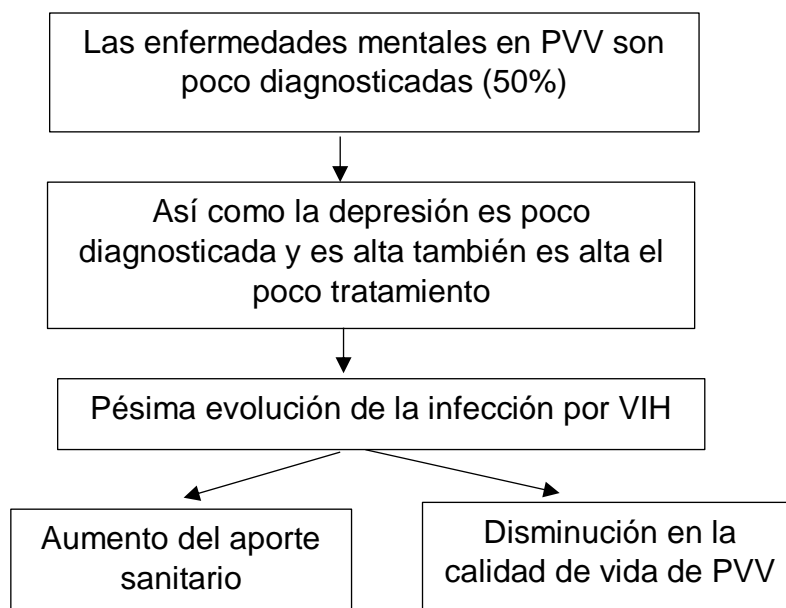 Las enfermedades mentales en PVV son
poco diagnosticadas (50%)
Así como la depresión es poco
diagnosticada y es alta también es alta el
poco tratamiento
Pésima evolución de la infección por VIH
Aumento del aporte
sanitario
Disminución en la
calidad de vida de PVV